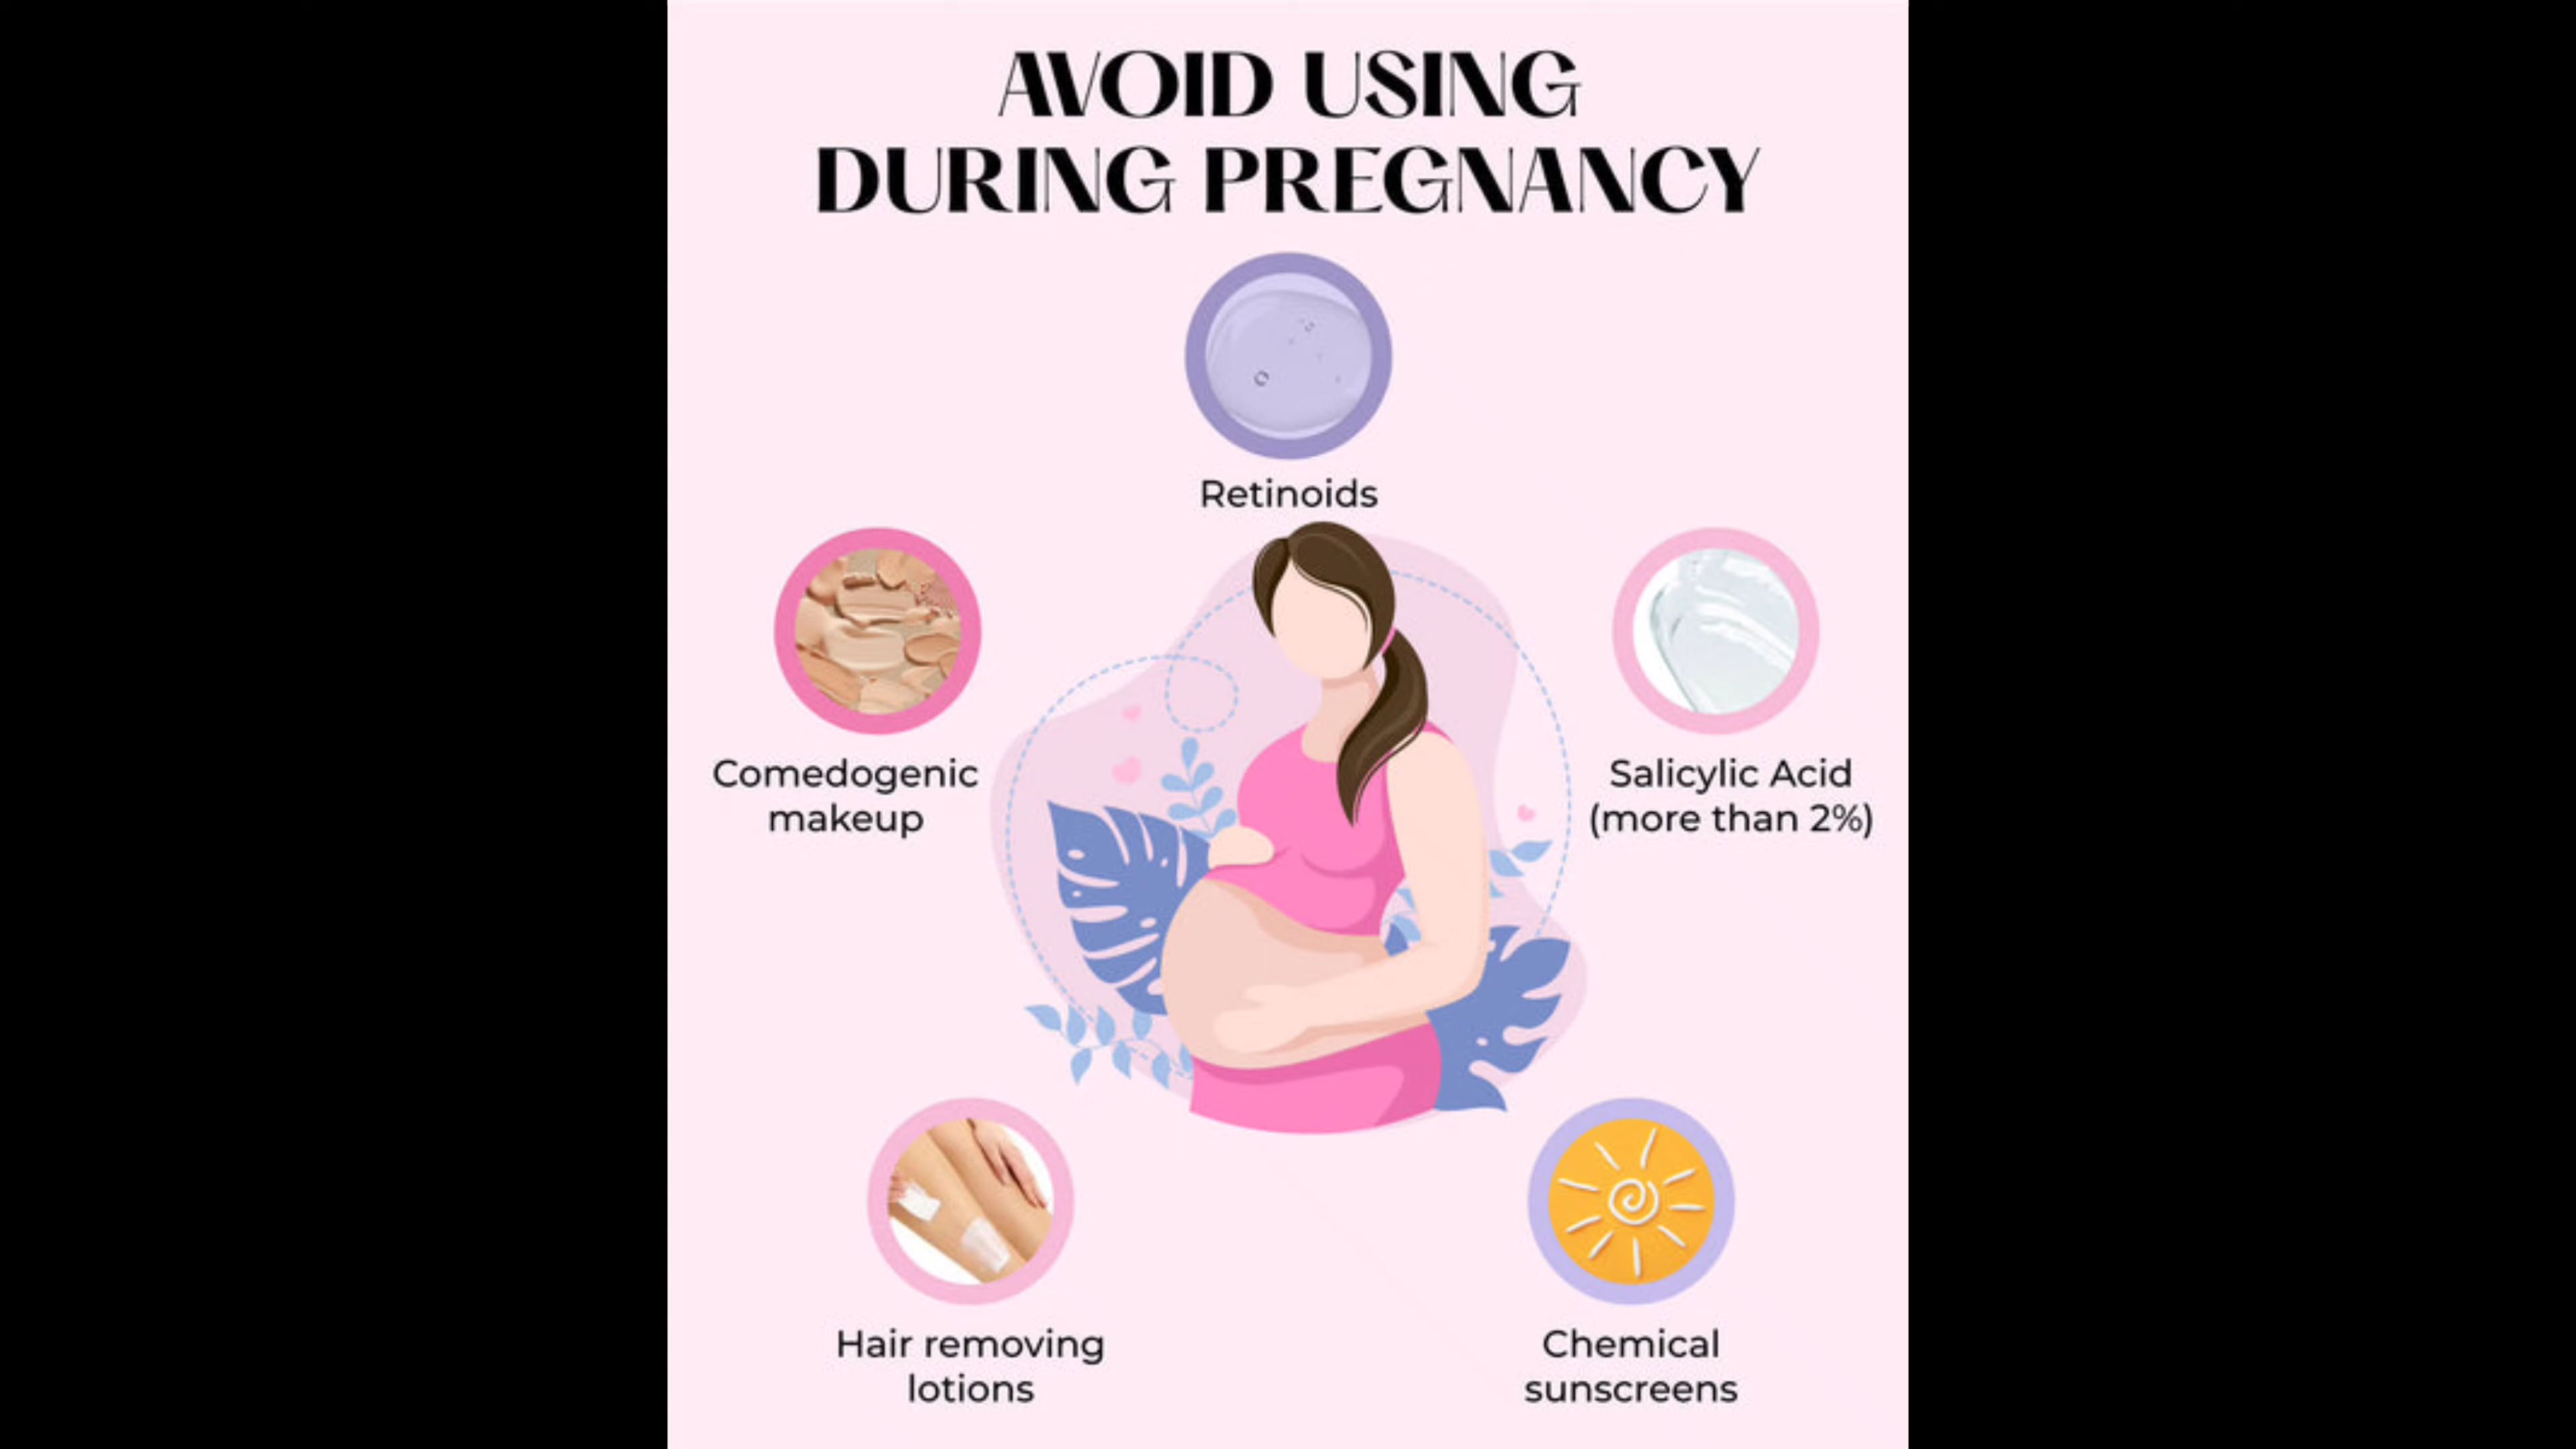 AVOID USING
DURING PREGNANCY
Retinoids
Comedogenic
makeup
Salicylic Acid
(more than 2%)
Hair removing
lotions
Chemical
sunscreens